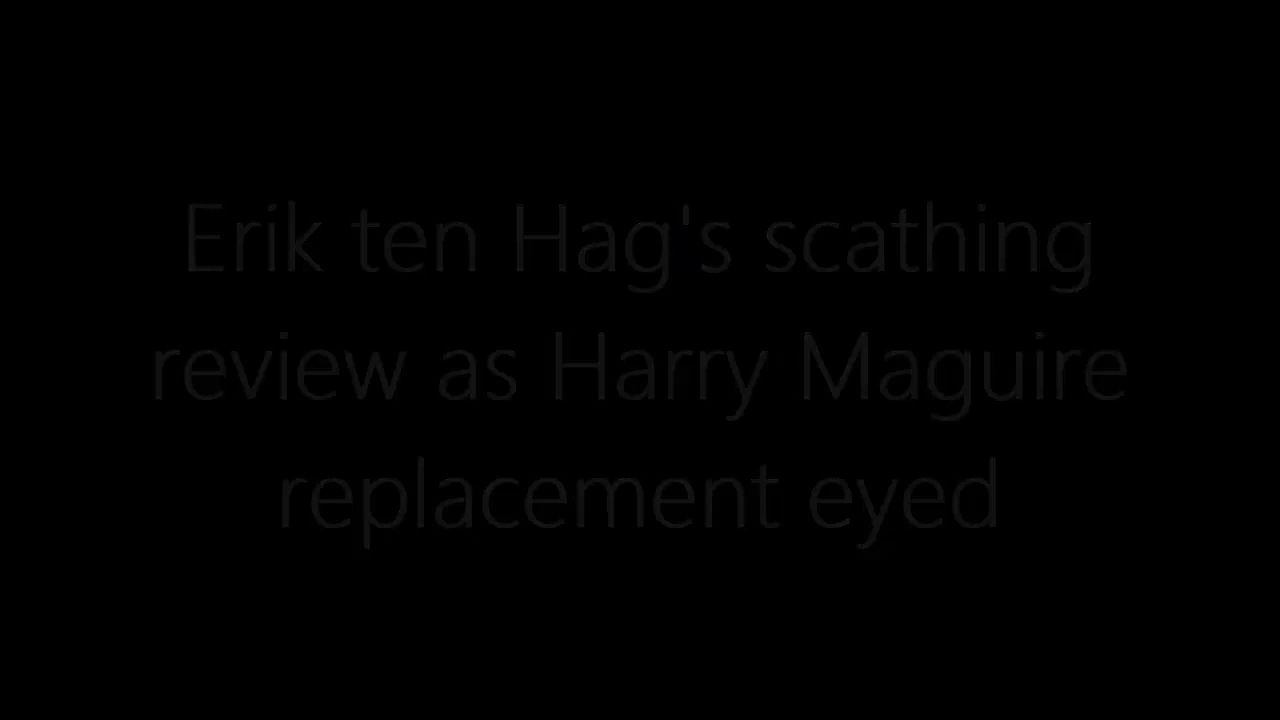 Erik ten Hag's scathing
review as Harry Maguire
replacement eyed